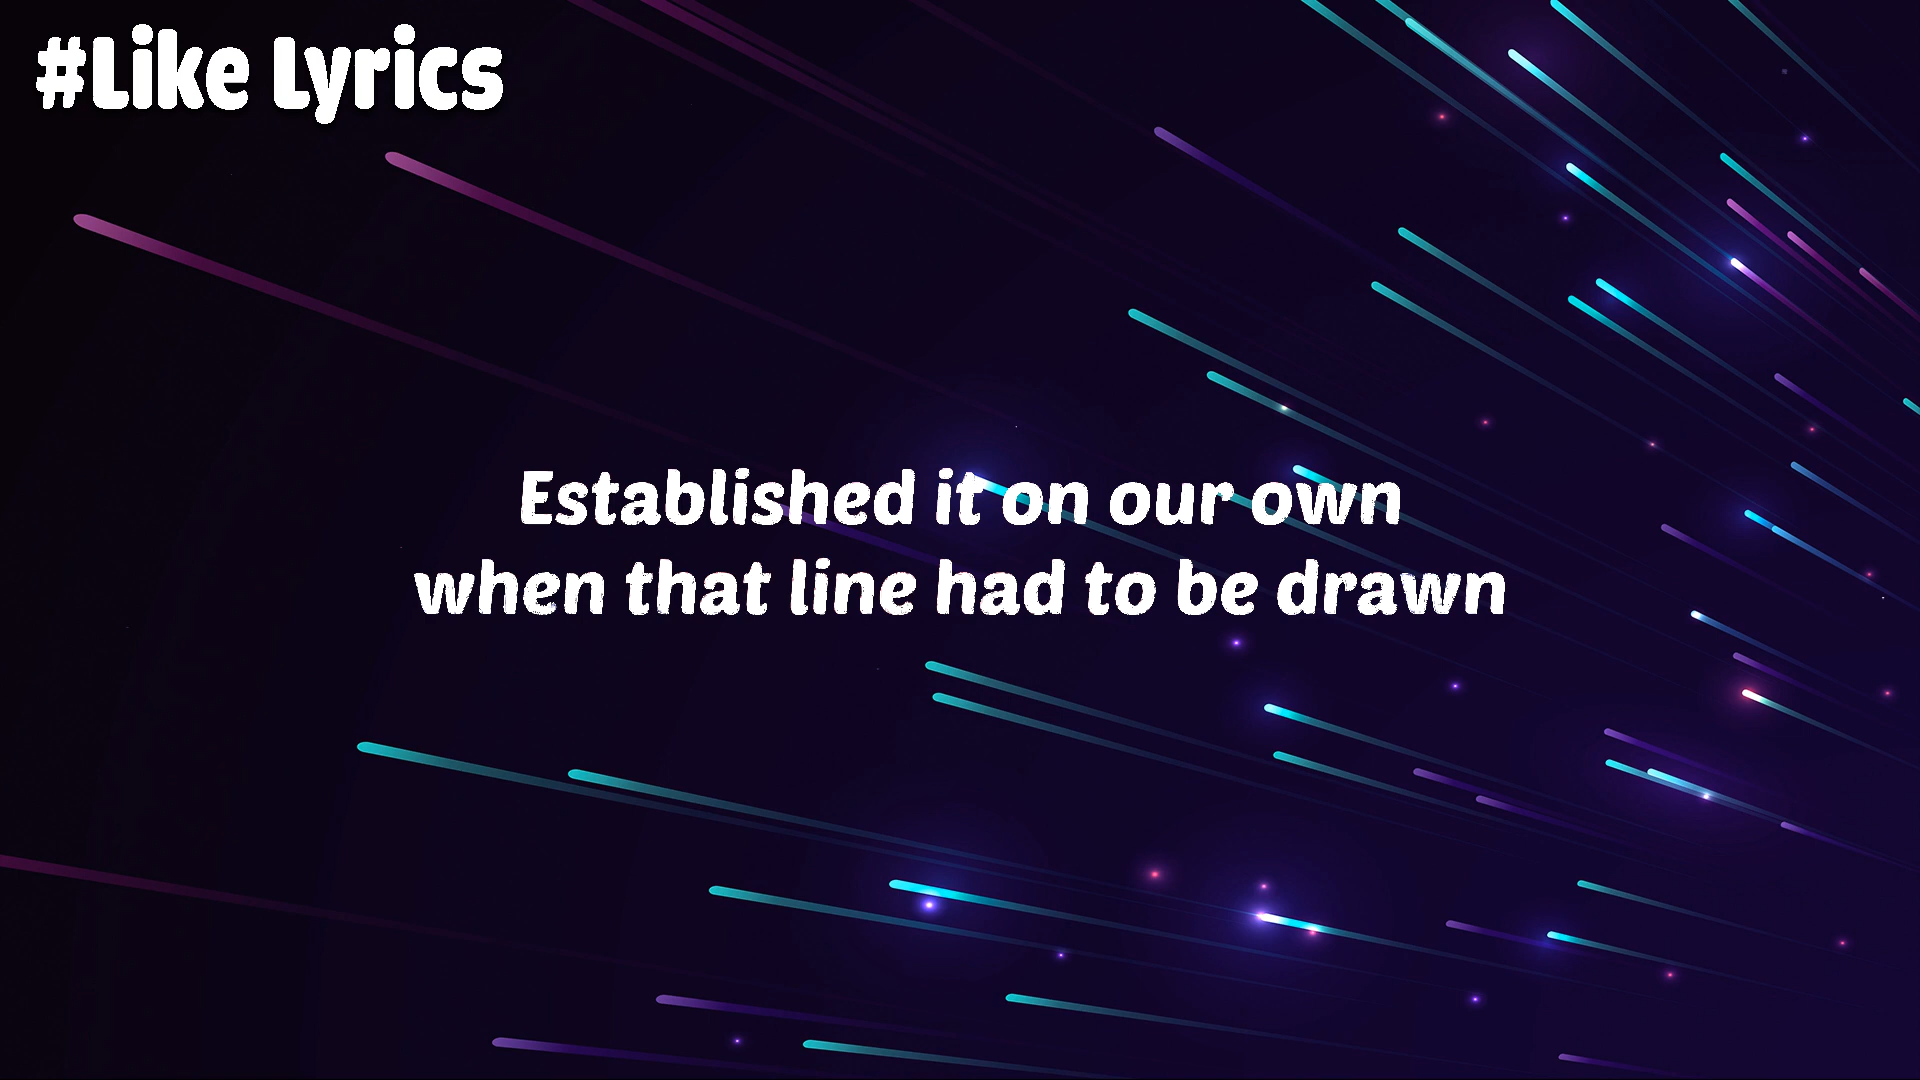 #Like Lyrics
Established it on our own
when that line had to be drawn